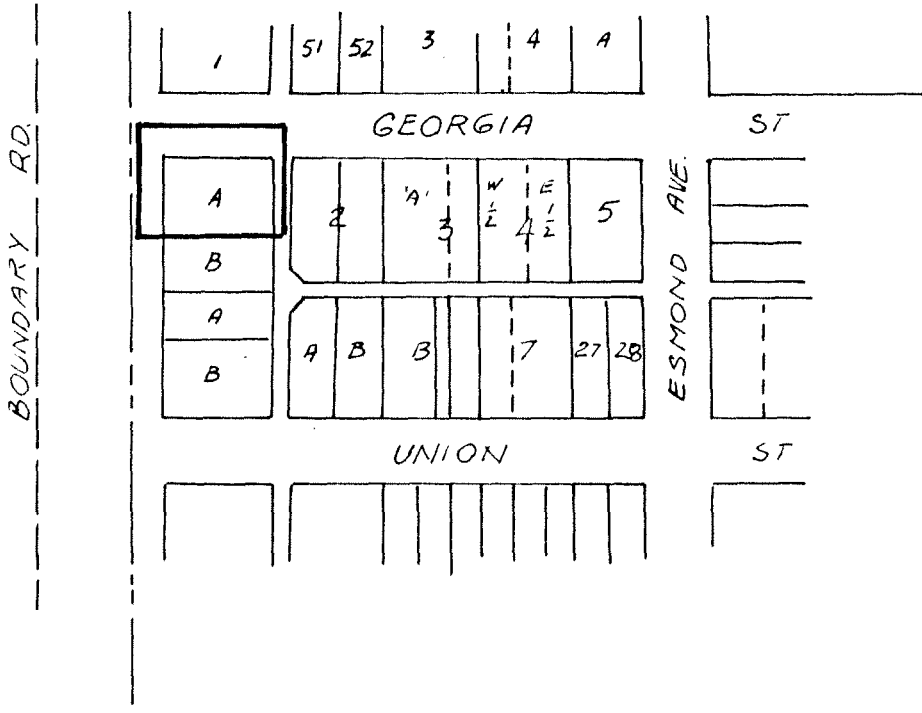 1 51 52 3 4 A
GEORGIA ST
BOUNDARY RD.
A 2 'A' 3 W 1/2 4 E 1/2 5
ESMOND AVE.
B
A
B A B B 7 27 28
UNION ST